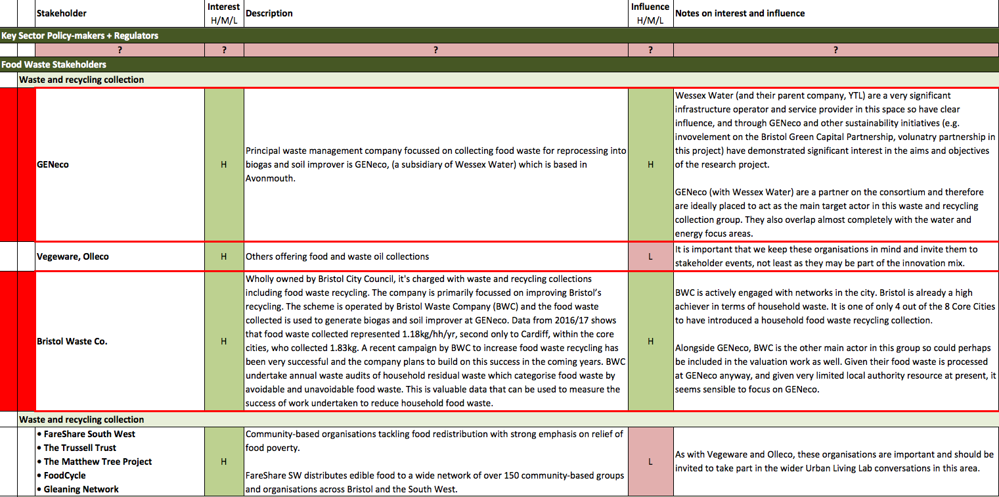 Stakeholder
Interest
H/M/L
Description
Influence
H/M/L
Notes on interest and influence
Key Sector Policy-makers + Regulators
? ? ? ? ?
Food Waste Stakeholders
Waste and recycling collection
GENeco
H
Principal waste management company focussed on collecting food waste for reprocessing into
biogas and soil improver is GENeco, (a subsidiary of Wessex Water) which is based in
Avonmouth.
H
Wessex Water (and their parent company, YTL) are a very significant
infrastructure operator and service provider in this space so have clear
influence, and through GENeco and other sustainability initiatives (e.g.
invovelement on the Bristol Green Capital Partnership, volunatry partnership in
this project) have demonstrated significant interest in the aims and objectives
of the research project.
GENeco (with Wessex Water) are a partner on the consortium and therefore
are ideally placed to act as the main target actor in this waste and recycling
collection group. They also overlap almost completely with the water and
energy focus areas.
Vegeware, Olleco
H
Others offering food and waste oil collections
L
It is important that we keep these organisations in mind and invite them to
stakeholder events, not least as they may be part of the innovation mix.
Bristol Waste Co.
H
Wholly owned by Bristol City Council, it's charged with waste and recycling collections
including food waste recycling. The company is primarily focussed on improving Bristol’s
recycling. The scheme is operated by Bristol Waste Company (BWC) and the food waste
collected is used to generate biogas and soil improver at GENeco. Data from 2016/17 shows
that food waste collected represented 1.18kg/hh/yr, second only to Cardiff, within the core
cities, who collected 1.83kg. A recent campaign by BWC to increase food waste recycling has
been very successful and the company plans to build on this success in the coming years. BWC
undertake annual waste audits of household residual waste which categorise food waste by
avoidable and unavoidable food waste. This is valuable data that can be used to measure the
success of work undertaken to reduce household food waste.
H
BWC is actively engaged with networks in the city. Bristol is already a high
achiever in terms of household waste. It is one of only 4 out of the 8 Core Cities
to have introduced a household food waste recycling collection.
Alongside GENeco, BWC is the other main actor in this group so could perhaps
be included in the valuation work as well. Given their food waste is processed
at GENeco anyway, and given very limited local authority resource at present, it
seems sensible to focus on GENeco.
Waste and recycling collection
• FareShare South West
• The Trussell Trust
• The Matthew Tree Project
• FoodCycle
• Gleaning Network
H
Community-based organisations tackling food redistribution with strong emphasis on relief of
food poverty.
FareShare SW distributes edible food to a wide network of over 150 community-based groups
and organisations across Bristol and the South West.
L
As with Vegeware and Olleco, these organisations are important and should be
invited to take part in the wider Urban Living Lab conversations in this area.